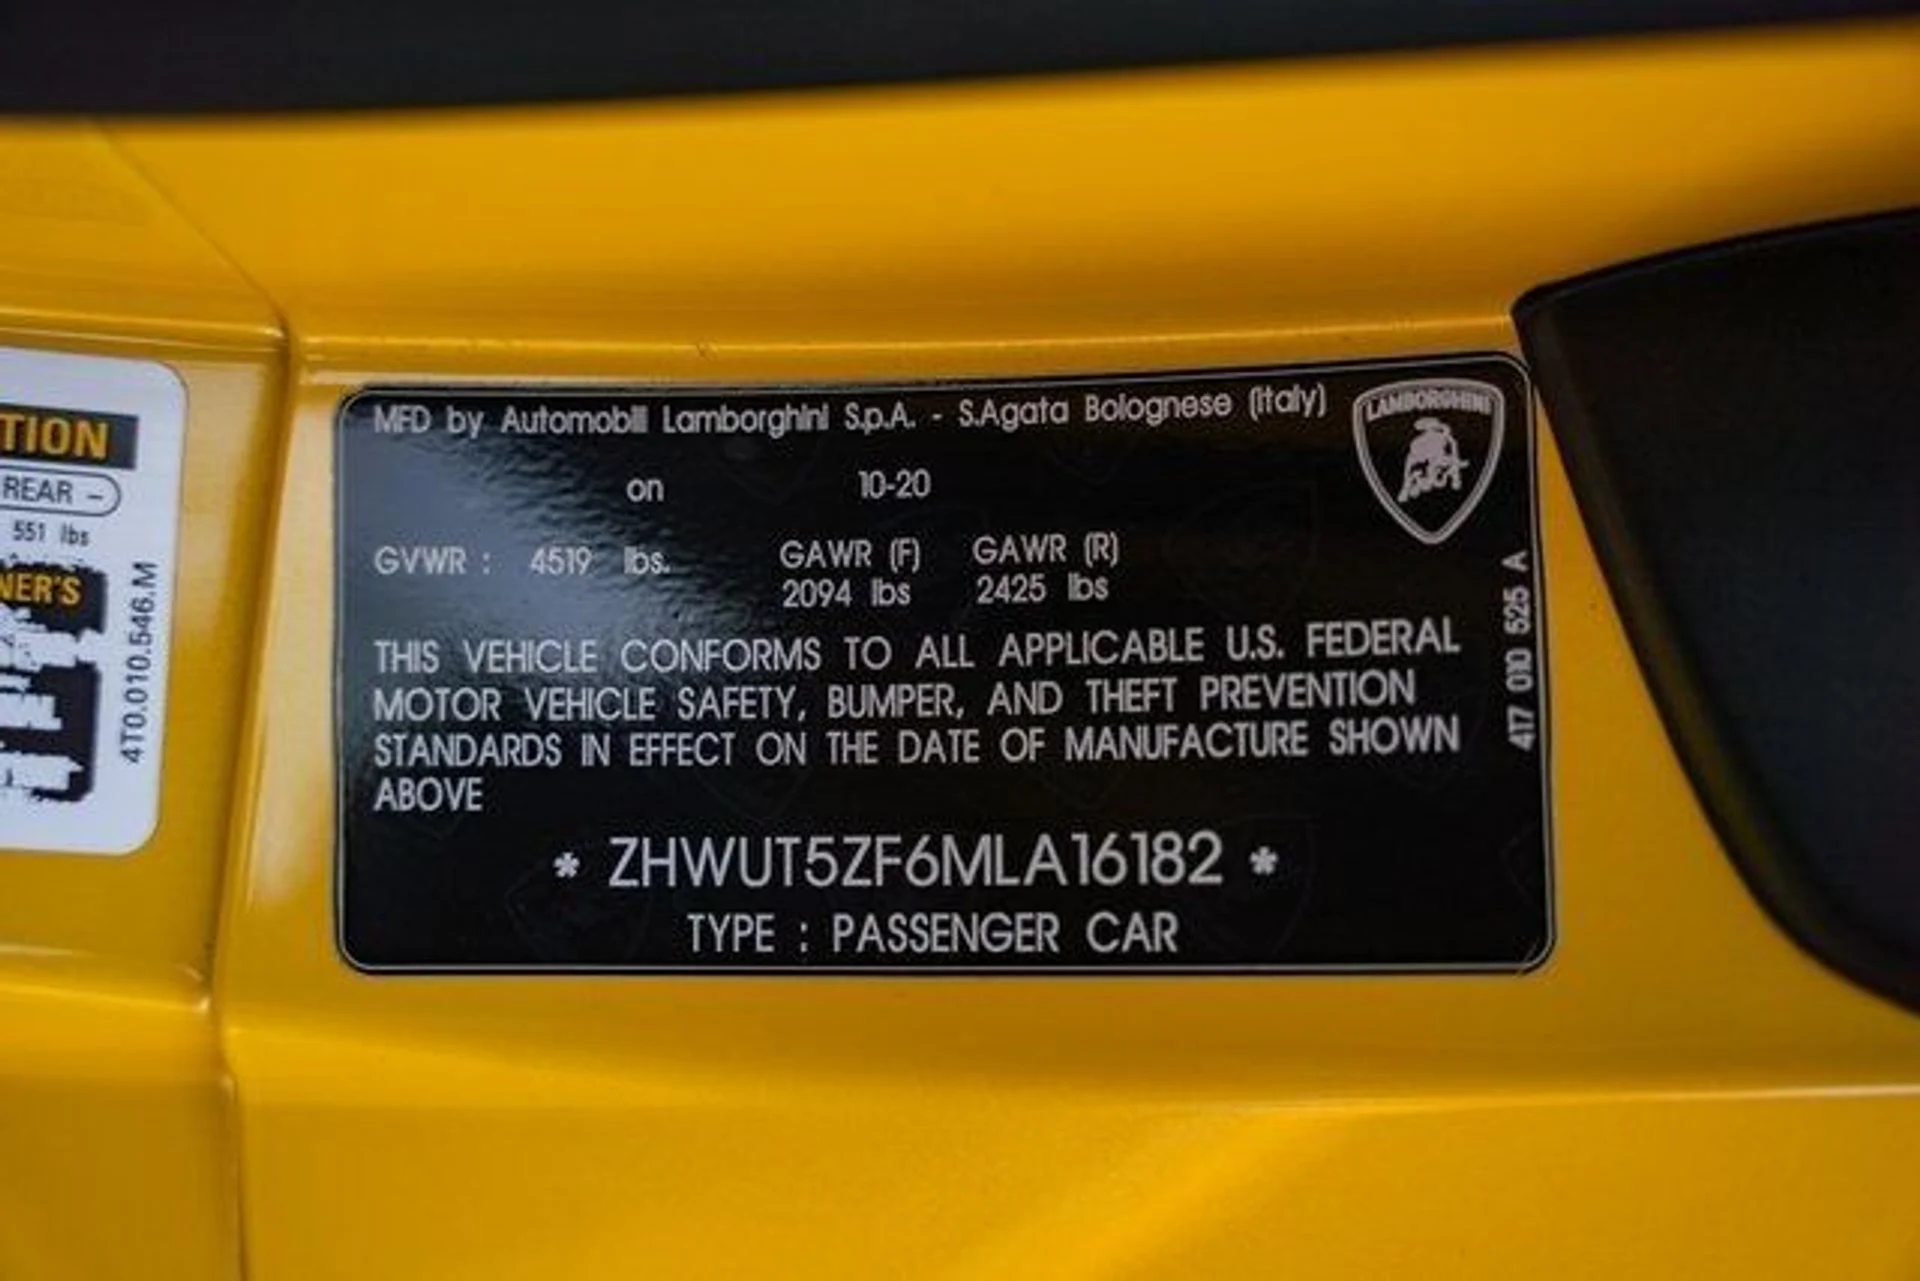 TION
REAR –
551 lbs
NER'S
4T0.010.546.M
MFD by Automobili Lamborghini S.p.A. - S.Agata Bolognese (Italy)
LAMBORGHINI
on 10-20
GVWR : 4519 lbs. GAWR (F) GAWR (R)
2094 lbs 2425 lbs
THIS VEHICLE CONFORMS TO ALL APPLICABLE U.S. FEDERAL
MOTOR VEHICLE SAFETY, BUMPER, AND THEFT PREVENTION
STANDARDS IN EFFECT ON THE DATE OF MANUFACTURE SHOWN
ABOVE
* ZHWUT5ZF6MLA16182 *
TYPE : PASSENGER CAR
417 010 525 A